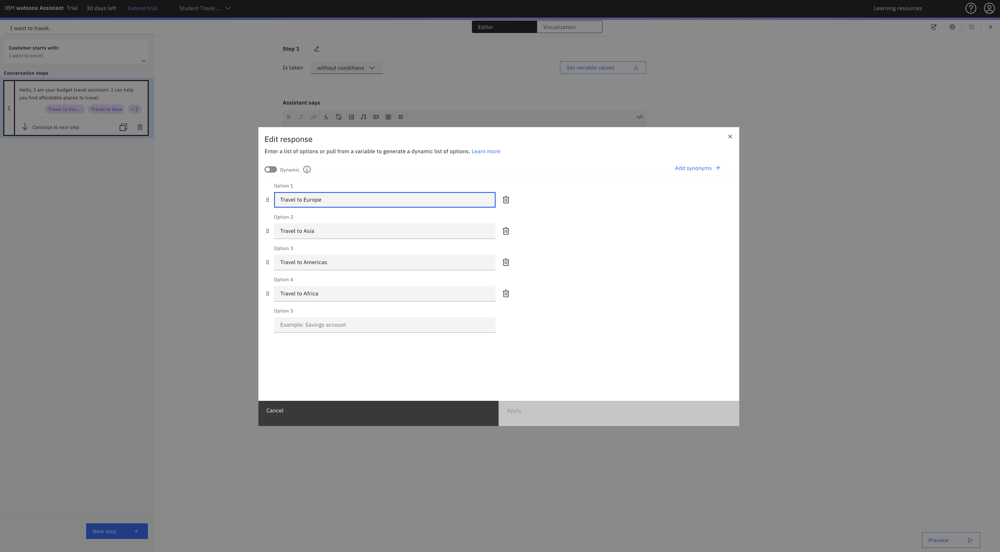 IBM watsonx Assistant Trial 30 days left Extend trial Student Travel ... Learning resources
I want to travel. Editor Visualization
Customer starts with:
I want to travel.
Conversation steps
1
Hello, I am your budget travel assistant. I can help
you find affordable places to travel.
Travel to Eur... Travel to Asia + 2
Continue to next step
New step +
Step 1
Is taken without conditions Set variable values fx
Assistant says
B I fx </>
Edit response
Enter a list of options or pull from a variable to generate a dynamic list of options. Learn more
Dynamic Add synonyms +
Option 1
Travel to Europe
Option 2
Travel to Asia
Option 3
Travel to Americas
Option 4
Travel to Africa
Option 5
Example: Savings account
Cancel Apply
Preview